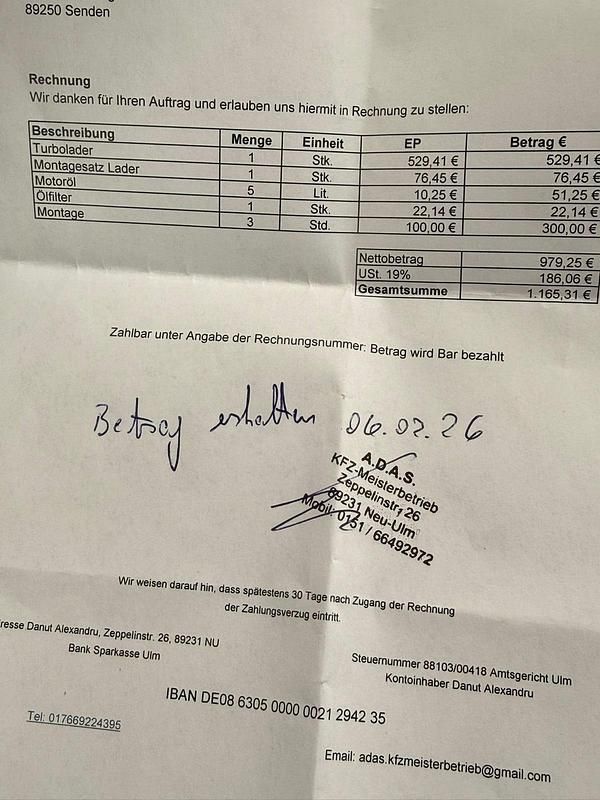 89250 Senden
Rechnung
Wir danken für Ihren Auftrag und erlauben uns hiermit in Rechnung zu stellen:
Beschreibung Menge Einheit EP Betrag €
Turbolader 1 Stk. 529,41 € 529,41 €
Montagesatz Lader 1 Stk. 76,45 € 76,45 €
Motoröl 5 Lit. 10,25 € 51,25 €
Ölfilter 1 Stk. 22,14 € 22,14 €
Montage 3 Std. 100,00 € 300,00 €
Nettobetrag 979,25 €
USt. 19% 186,06 €
Gesamtsumme 1.165,31 €
Zahlbar unter Angabe der Rechnungsnummer: Betrag wird Bar bezahlt
Betrag erhalten 06.02.26
A.D.A.S.
KFZ-Meisterbetrieb
Zeppelinstr. 26
89231 Neu-Ulm
Mobil: 0151 / 66492972
Wir weisen darauf hin, dass spätestens 30 Tage nach Zugang der Rechnung
der Zahlungsverzug eintritt.
resse Danut Alexandru, Zeppelinstr. 26, 89231 NU
Bank Sparkasse Ulm
Steuernummer 88103/00418 Amtsgericht Ulm
Kontoinhaber Danut Alexandru
IBAN DE08 6305 0000 0021 2942 35
Tel: 017669224395
Email: adas.kfzmeisterbetrieb@gmail.com